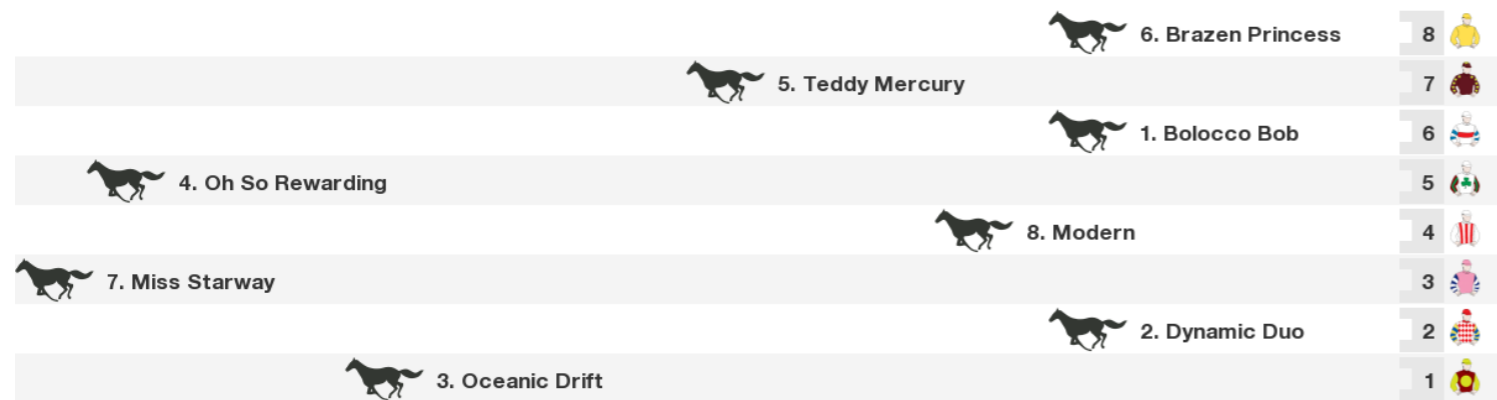 6. Brazen Princess 8
5. Teddy Mercury 7
1. Bolocco Bob 6
4. Oh So Rewarding 5
8. Modern 4
7. Miss Starway 3
2. Dynamic Duo 2
3. Oceanic Drift 1